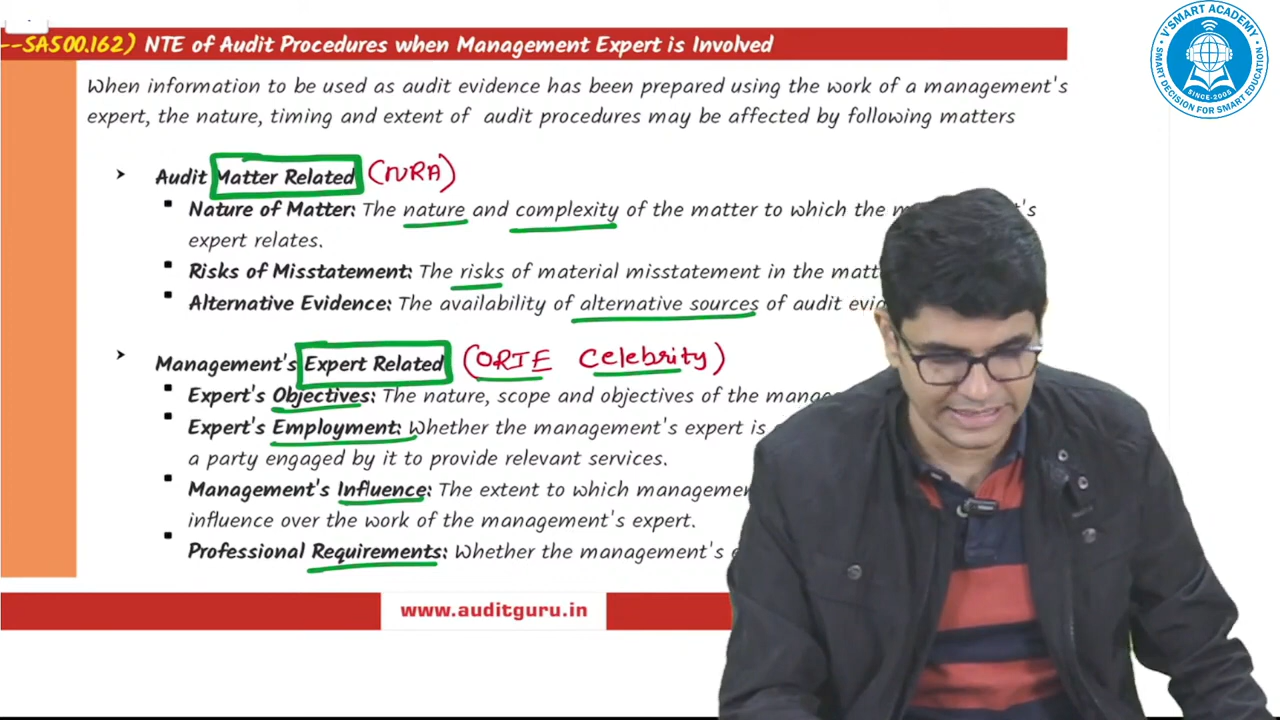 --SA500.162) NTE of Audit Procedures when Management Expert is Involved
V'SMART ACADEMY
SMART DECISION FOR SMART EDUCATION
SINCE-2005
When information to be used as audit evidence has been prepared using the work of a management's
expert, the nature, timing and extent of audit procedures may be affected by following matters
Audit Matter Related (NRA)
Nature of Matter: The nature and complexity of the matter to which the 's
expert relates.
Risks of Misstatement: The risks of material misstatement in the
Alternative Evidence: The availability of alternative sources of audit
Management's Expert Related (ORIE Celebrity)
Expert's Objectives: The nature, scope and objectives of the
Expert's Employment: Whether the management's expert is
a party engaged by it to provide relevant services.
Management's Influence: The extent to which
influence over the work of the management's expert.
Professional Requirements: Whether the management's
www.auditguru.in